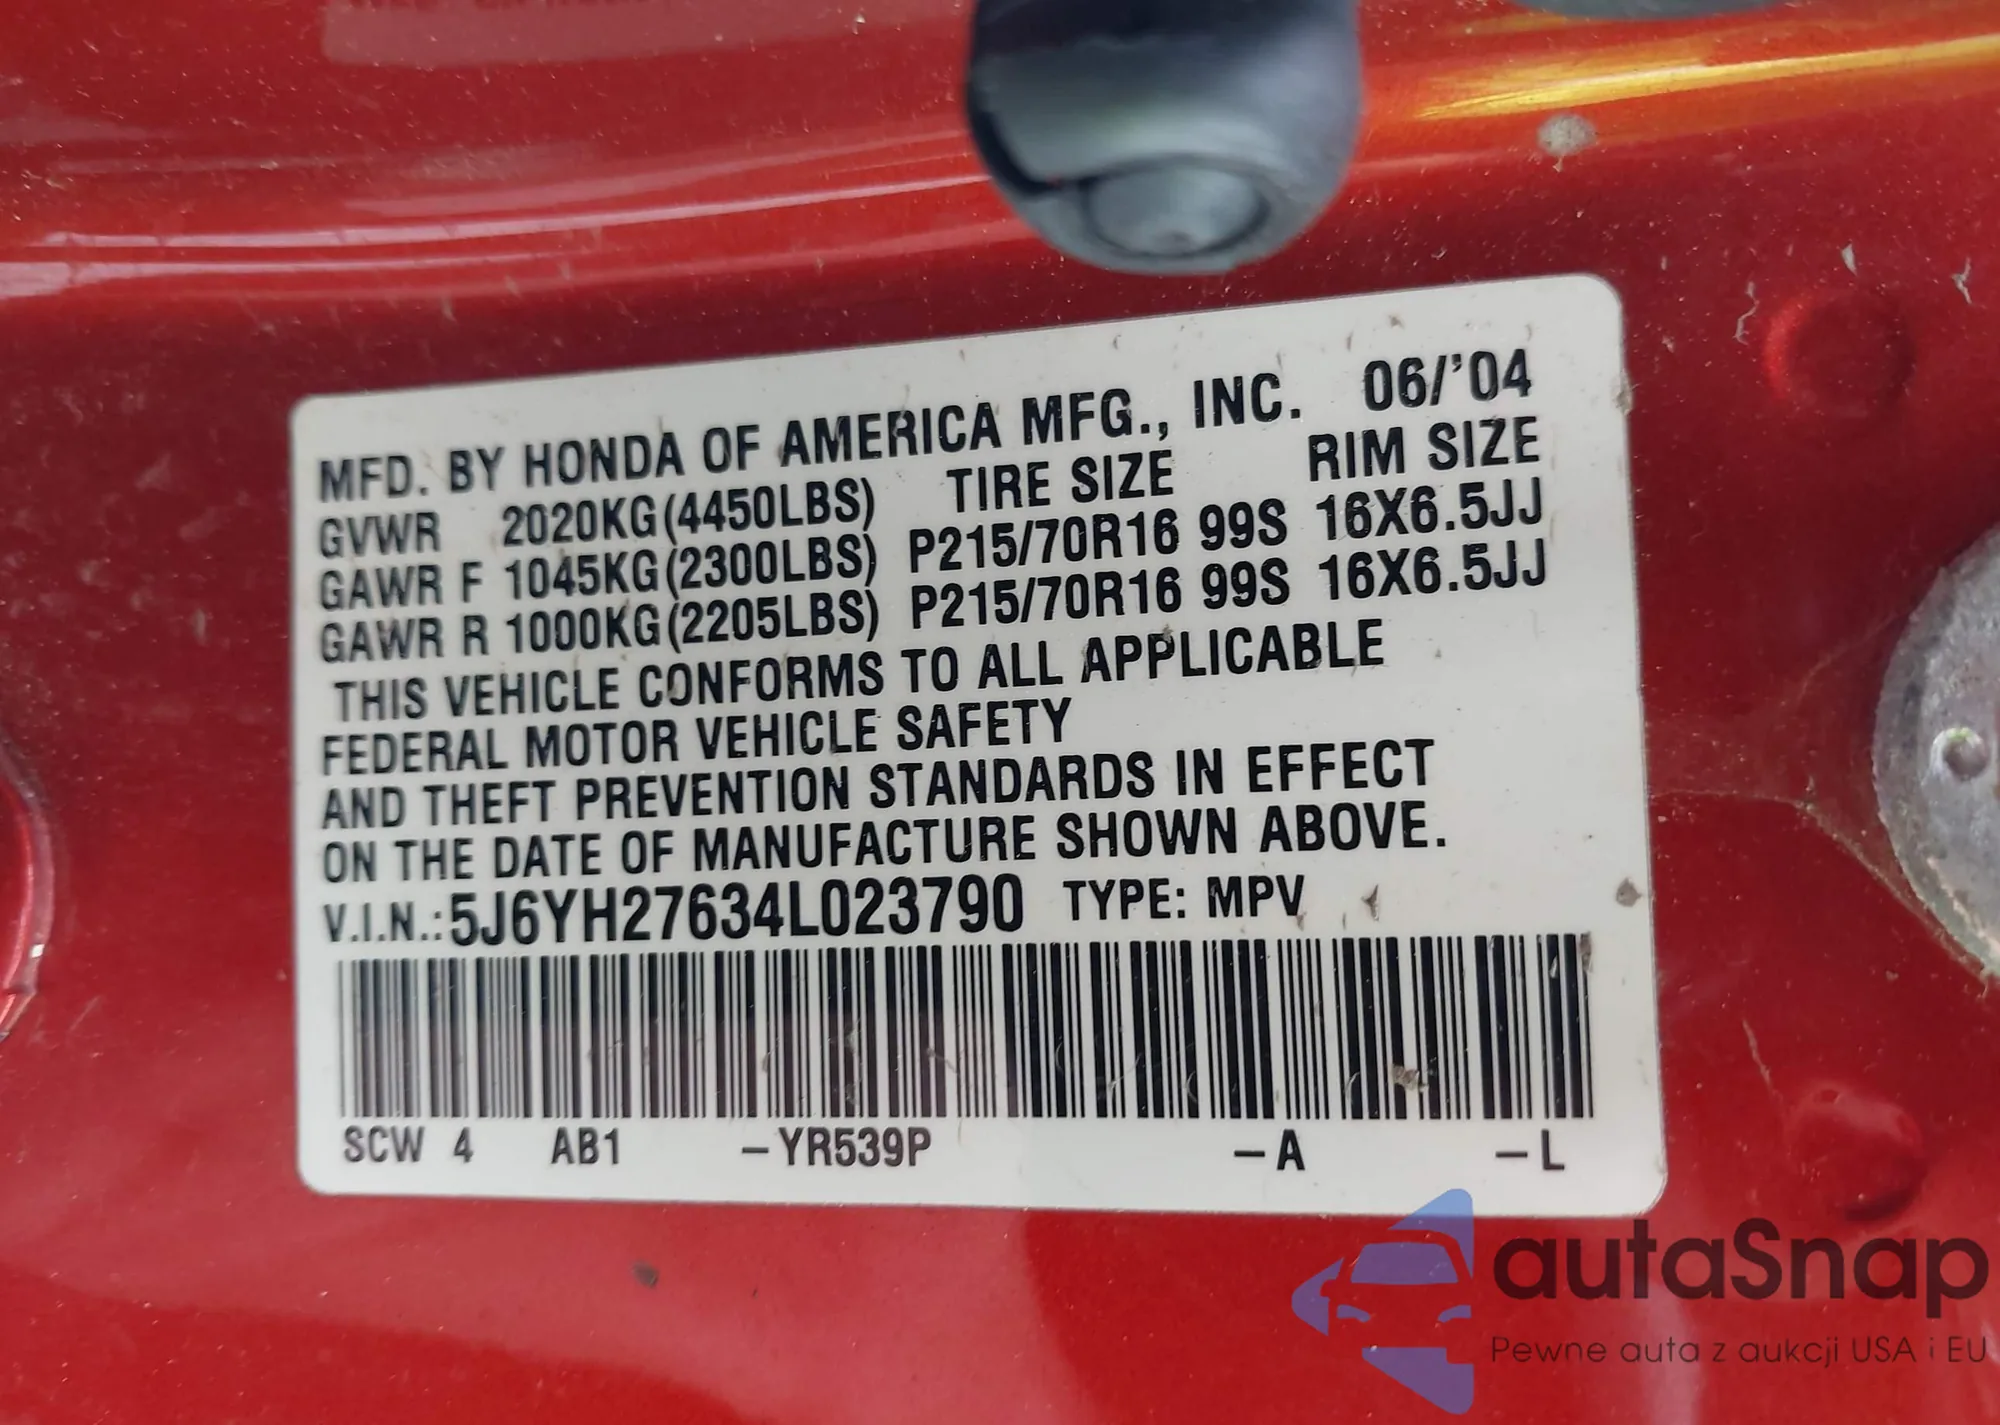 MFD. BY HONDA OF AMERICA MFG., INC. 06/'04
GVWR 2020KG(4450LBS) TIRE SIZE RIM SIZE
GAWR F 1045KG(2300LBS) P215/70R16 99S 16X6.5JJ
GAWR R 1000KG(2205LBS) P215/70R16 99S 16X6.5JJ
THIS VEHICLE CONFORMS TO ALL APPLICABLE
FEDERAL MOTOR VEHICLE SAFETY
AND THEFT PREVENTION STANDARDS IN EFFECT
ON THE DATE OF MANUFACTURE SHOWN ABOVE.
V.I.N.:5J6YH27634L023790 TYPE: MPV
SCW 4 AB1 -YR539P -A -L
autaSnap
Pewne auta z aukcji USA i EU